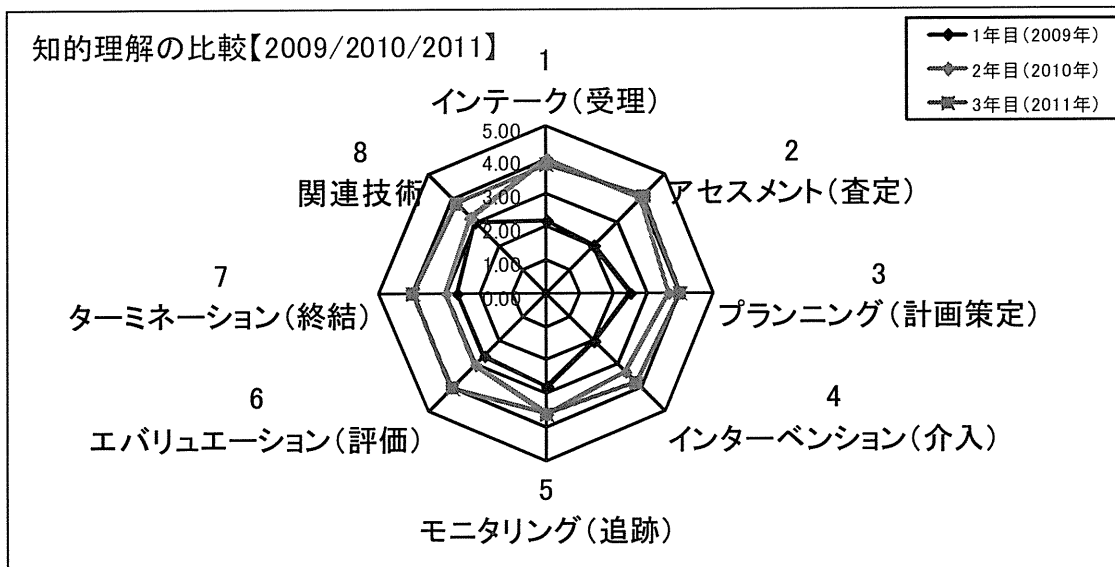 知的理解の比較【2009/2010/2011】
1年目(2009年)
2年目(2010年)
3年目(2011年)
1
インテーク(受理)
2
アセスメント(査定)
3
プランニング(計画策定)
4
インターベンション(介入)
5
モニタリング(追跡)
6
エバリュエーション(評価)
7
ターミネーション(終結)
8
関連技術
5.00
4.00
3.00
2.00
1.00
0.00